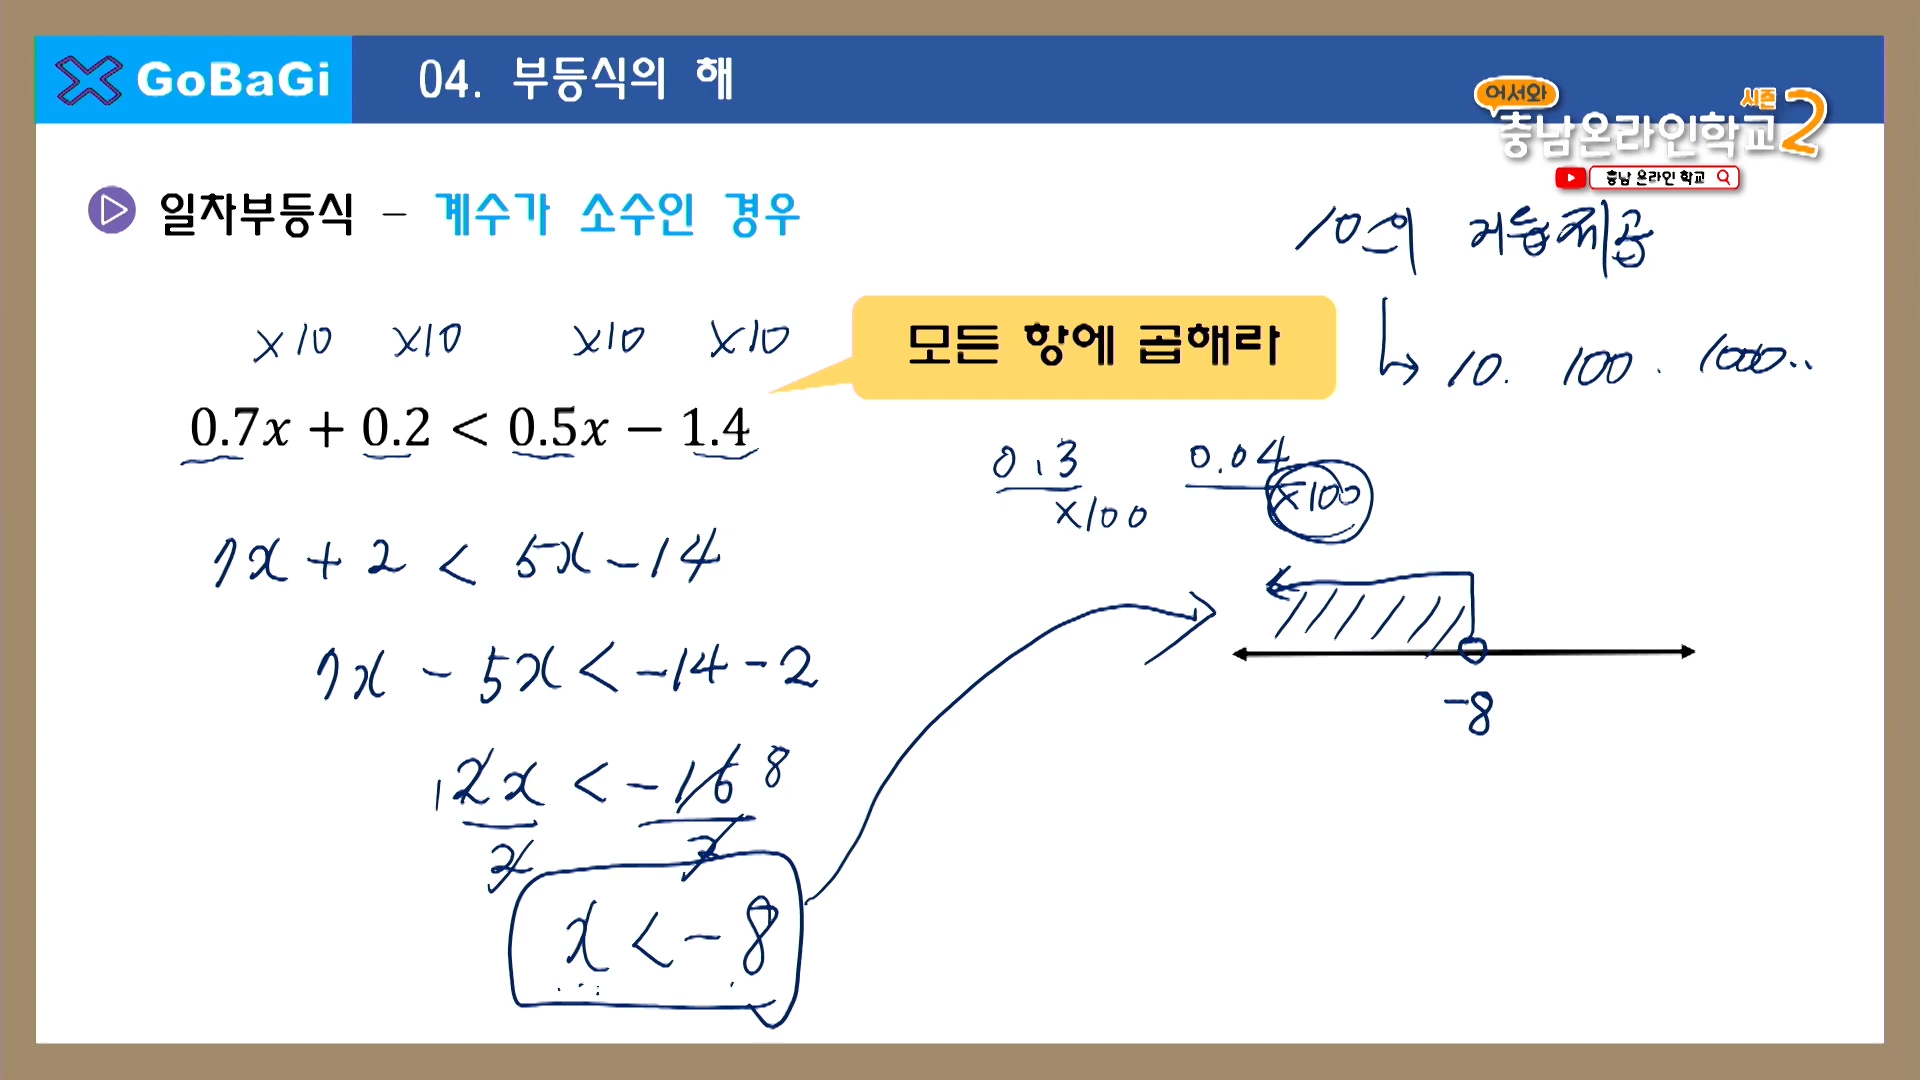 GoBaGi 04. 부등식의 해
어서와 시즌2
충남온라인학교
충남 온라인 학교
일차부등식 – 계수가 소수인 경우
10의 거듭제곱
×10 ×10 ×10 ×10
모든 항에 곱해라
10. 100. 1000..
0.7x + 0.2 < 0.5x − 1.4
0.3 0.04
×100 ×100
7x + 2 < 5x - 14
7x - 5x < -14 - 2
-8
1 2x < -16 8
2 2
x < -8